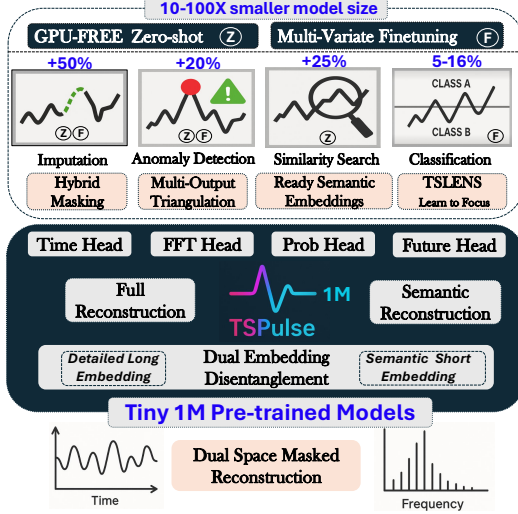 10-100X smaller model size
GPU-FREE Zero-shot Z
Multi-Variate Finetuning F
+50%
+20%
+25%
5-16%
Z F
Z F
Z
CLASS A
CLASS B
F
Imputation
Anomaly Detection
Similarity Search
Classification
Hybrid
Masking
Multi-Output
Triangulation
Ready Semantic
Embeddings
TSLENS
Learn to Focus
Time Head
FFT Head
Prob Head
Future Head
Full
Reconstruction
1M
TSPulse
Semantic
Reconstruction
Detailed Long
Embedding
Dual Embedding
Disentanglement
Semantic Short
Embedding
Tiny 1M Pre-trained Models
Time
Dual Space Masked
Reconstruction
Frequency